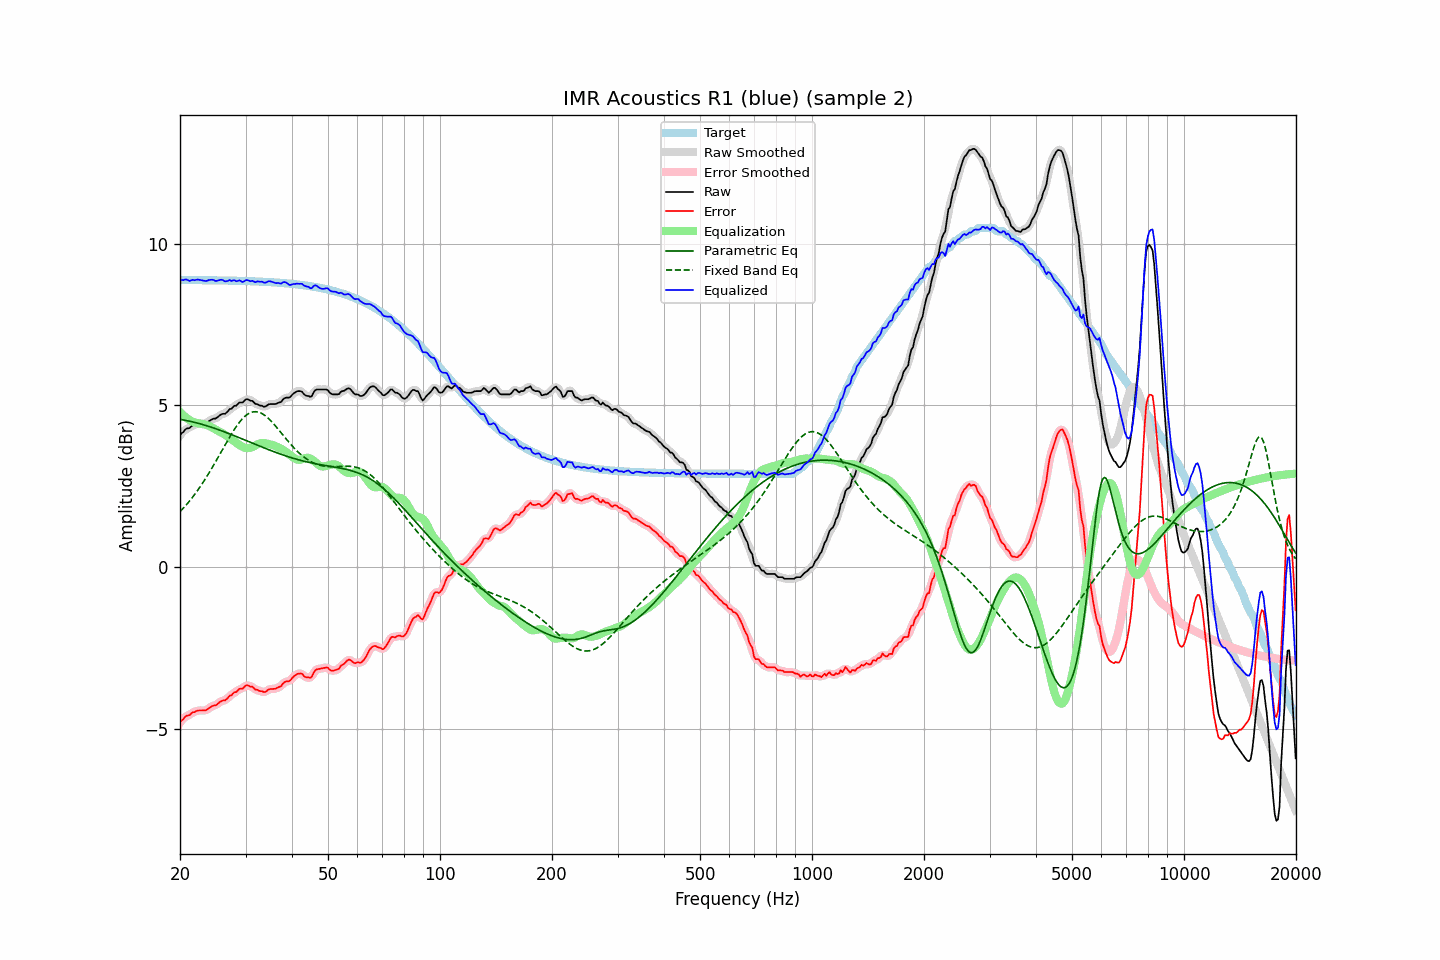 IMR Acoustics R1 (blue) (sample 2)
Target
Raw Smoothed
Error Smoothed
Raw
Error
Equalization
Parametric Eq
Fixed Band Eq
Equalized
10
5
0
−5
Amplitude (dBr)
20
50
100
200
500
1000
2000
5000
10000
20000
Frequency (Hz)